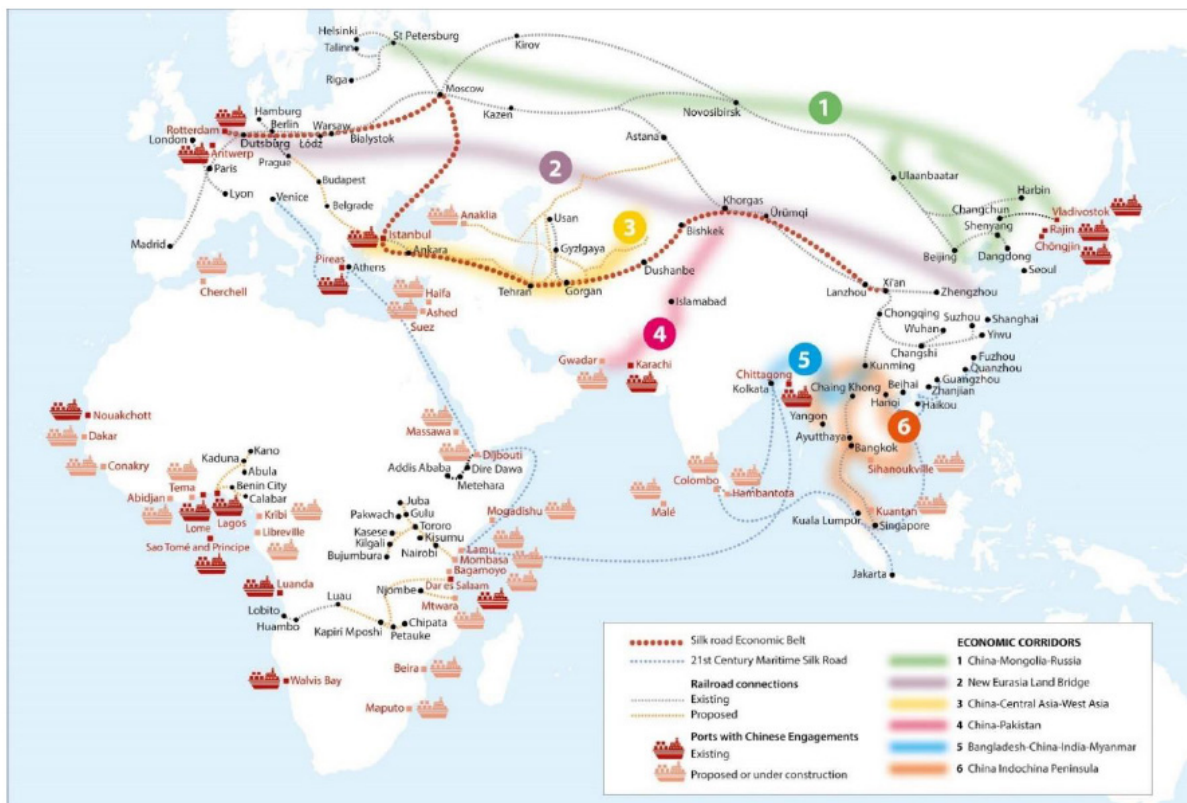 Helsinki
St Petersburg
Talinn
Riga
Kirov
Moscow
Kazen
Novosibirsk
1
Astana
Ulaanbaatar
Harbin
Changchun
Shenyang
Vladivostok
Rajin
Chōngjin
Beijing
Dangdong
Seoul
Hamburg
Berlin
Rotterdam
London
Dutsburg
Łódz
Warsaw
Bialystok
Antwerp
Paris
Prague
Lyon
Venice
Budapest
Belgrade
Madrid
2
Anaklia
Usan
3
Khorgas
Ürümqi
Bishkek
Istanbul
Ankara
Gyzlgaya
Pireas
Athens
Dushanbe
Tehran
Gorgan
Cherchell
Haifa
Ashed
Suez
Islamabad
Lanzhou
Xi'an
Zhengzhou
Chongqing
Suzhou
Shanghai
Wuhan
Yiwu
Changshi
4
Gwadar
Karachi
5
Chittagong
Kolkata
Kunming
Fuzhou
Quanzhou
Guangzhou
Zhanjian
Beihai
Chaing Khong
Hanqi
Haikou
Yangon
Ayutthaya
Bangkok
6
Sihanoukville
Nouakchott
Dakar
Conakry
Massawa
Djibouti
Addis Ababa
Dire Dawa
Metehara
Kano
Kaduna
Abula
Tema
Benin City
Abidjan
Calabar
Lome
Lagos
Kribi
Libreville
Sao Tomé and Principe
Juba
Pakwach
Gulu
Kasese
Tororo
Kilgali
Kisumu
Bujumbura
Nairobi
Mogadishu
Lamu
Mombasa
Bagamoyo
Colombo
Hambantota
Malé
Kuantan
Kuala Lumpur
Singapore
Jakarta
Luanda
Lobito
Huambo
Luau
Njombe
Dar es Salaam
Mtwara
Kapiri Mposhi
Chipata
Petauke
Walvis Bay
Beira
Maputo
Silk road Economic Belt
21st Century Maritime Silk Road
Railroad connections
Existing
Proposed
Ports with Chinese Engagements
Existing
Proposed or under construction
ECONOMIC CORRIDORS
1 China-Mongolia-Russia
2 New Eurasia Land Bridge
3 China-Central Asia-West Asia
4 China-Pakistan
5 Bangladesh-China-India-Myanmar
6 China Indochina Peninsula